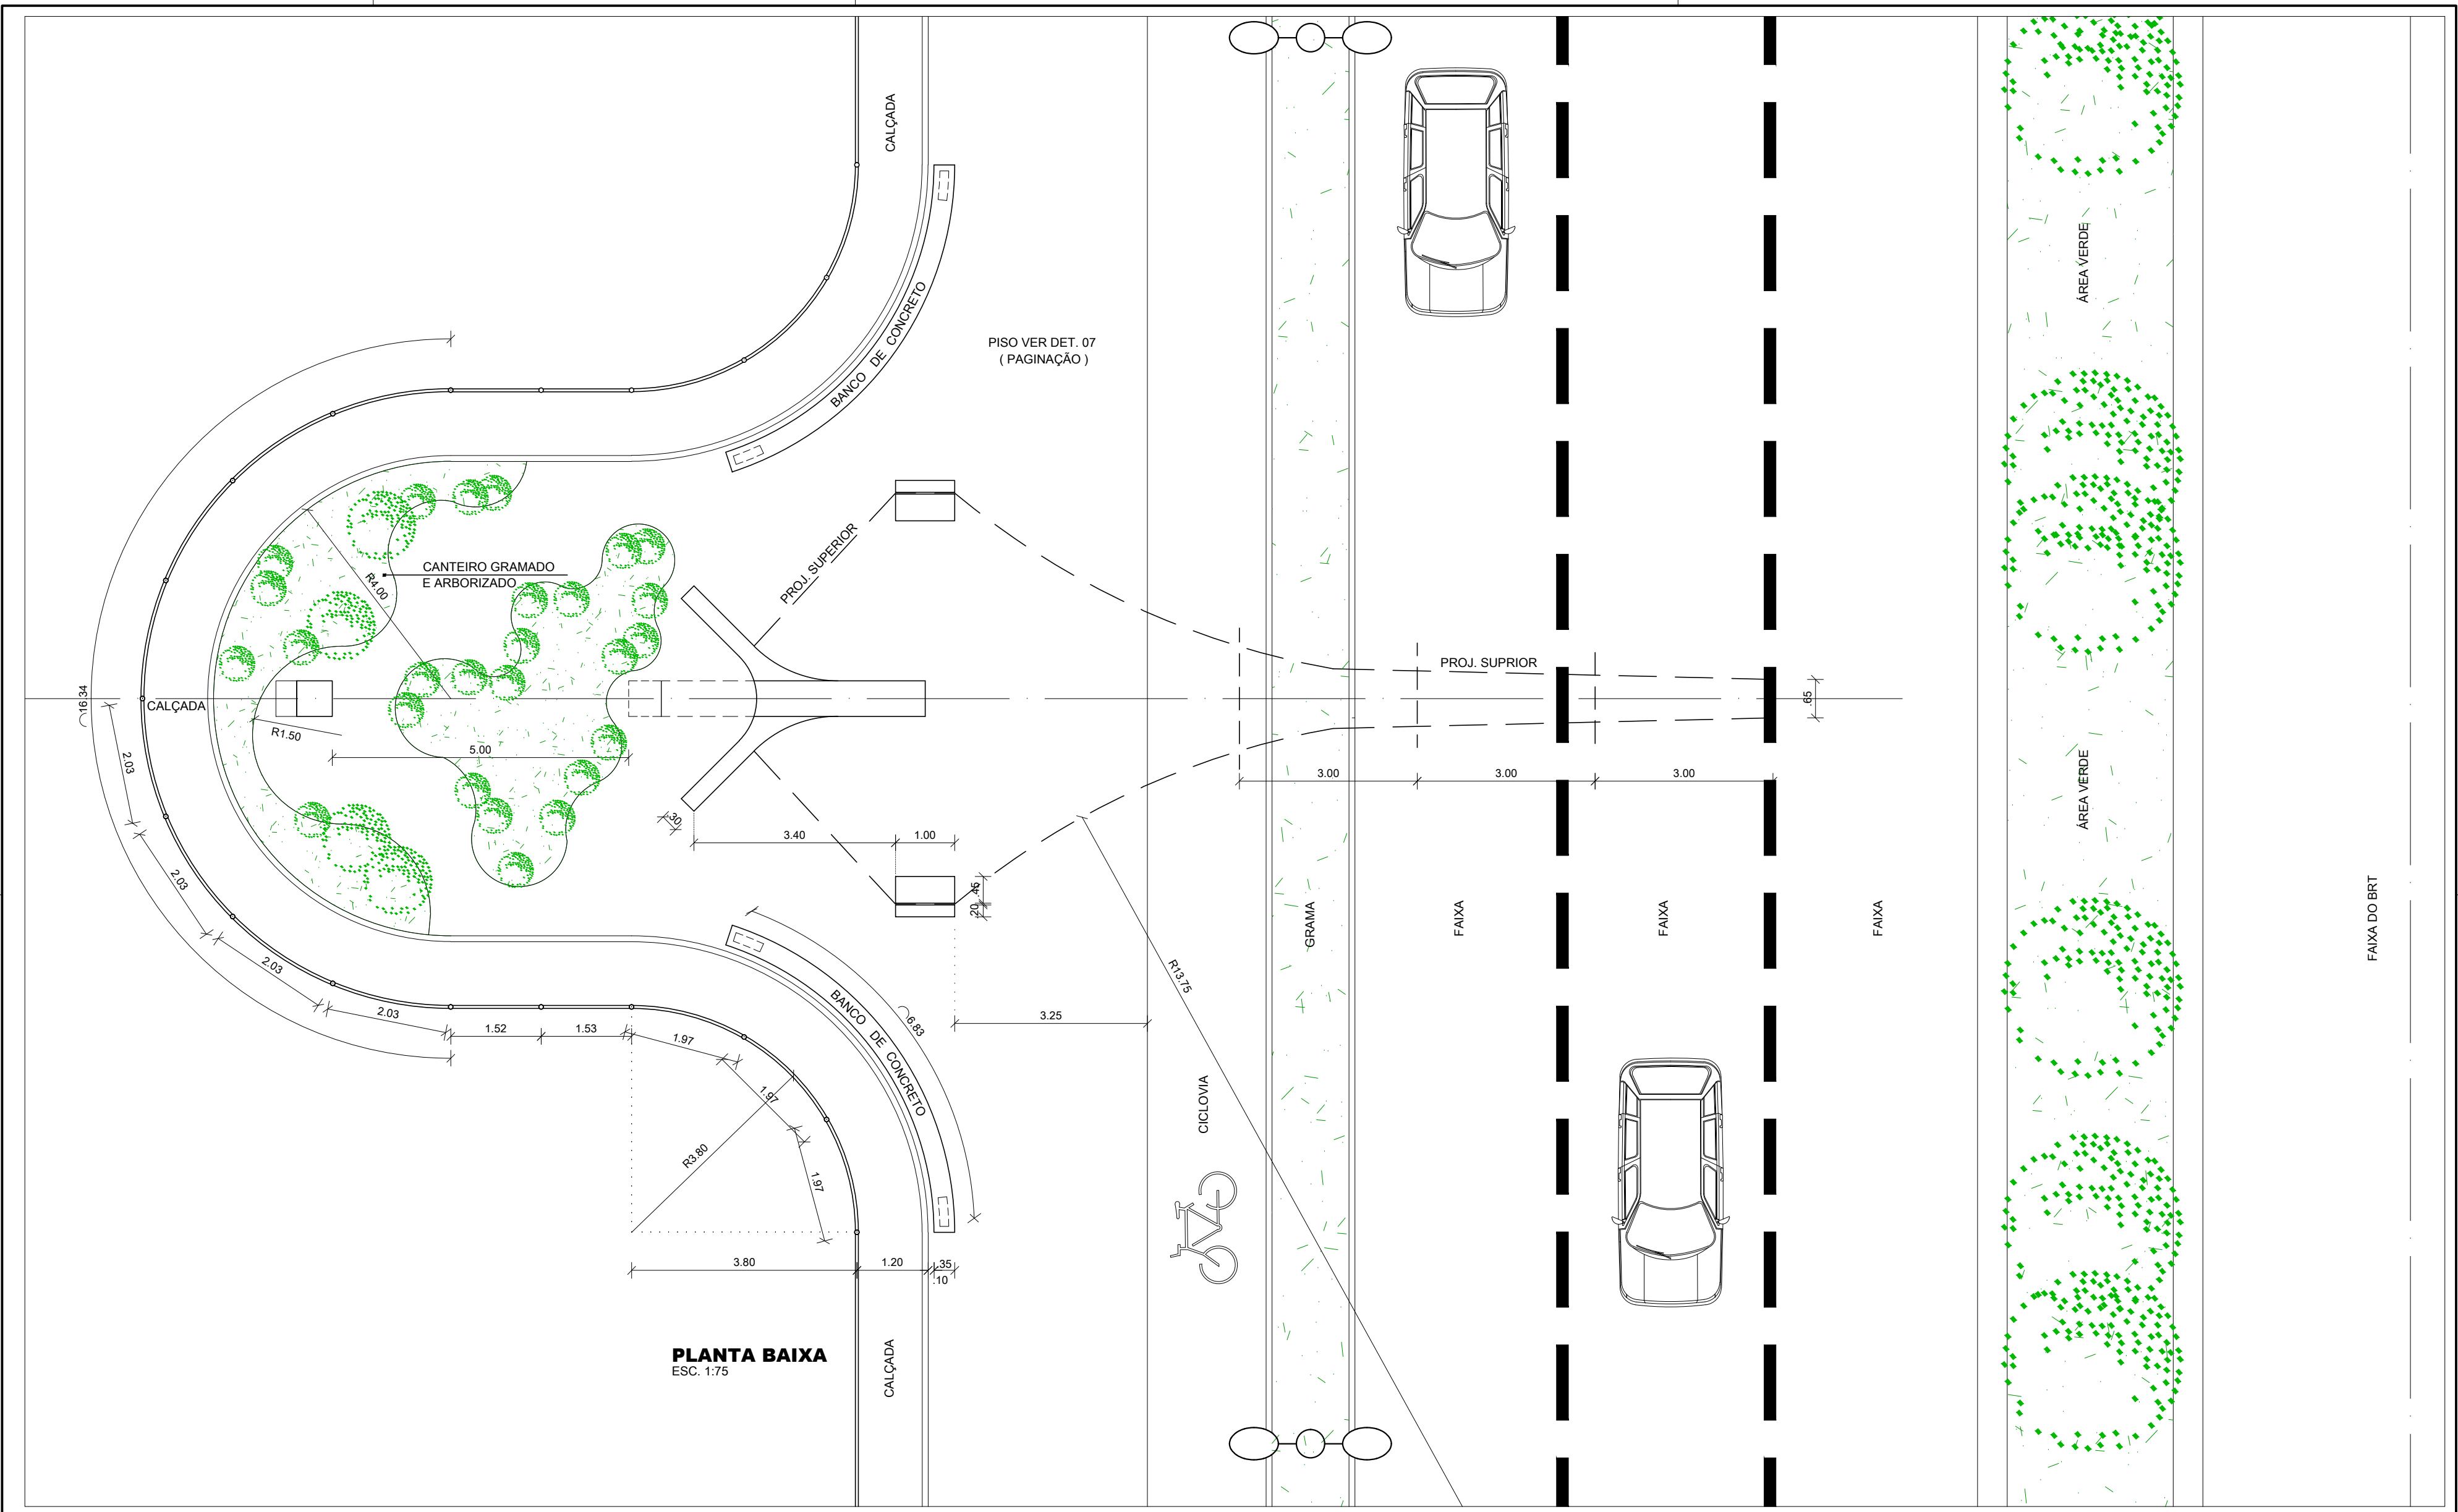 CALÇADA
BANCO DE CONCRETO
PISO VER DET. 07
( PAGINAÇÃO )
ÁREA VERDE
PROJ. SUPERIOR
CANTEIRO GRAMADO
E ARBORIZADO
R4.00
PROJ. SUPRIOR
.65
16.34
CALÇADA
R1.50
5.00
2.03
3.00
3.00
3.00
ÁREA VERDE
.30
3.40
1.00
.45
.20
2.03
2.03
2.03
GRAMA
FAIXA
FAIXA
FAIXA
FAIXA DO BRT
R13.75
1.52
1.53
1.97
BANCO DE CONCRETO
6.83
3.25
1.97
CICLOVIA
R3.80
1.97
3.80
1.20
.35
.10
PLANTA BAIXA
ESC. 1:75
CALÇADA